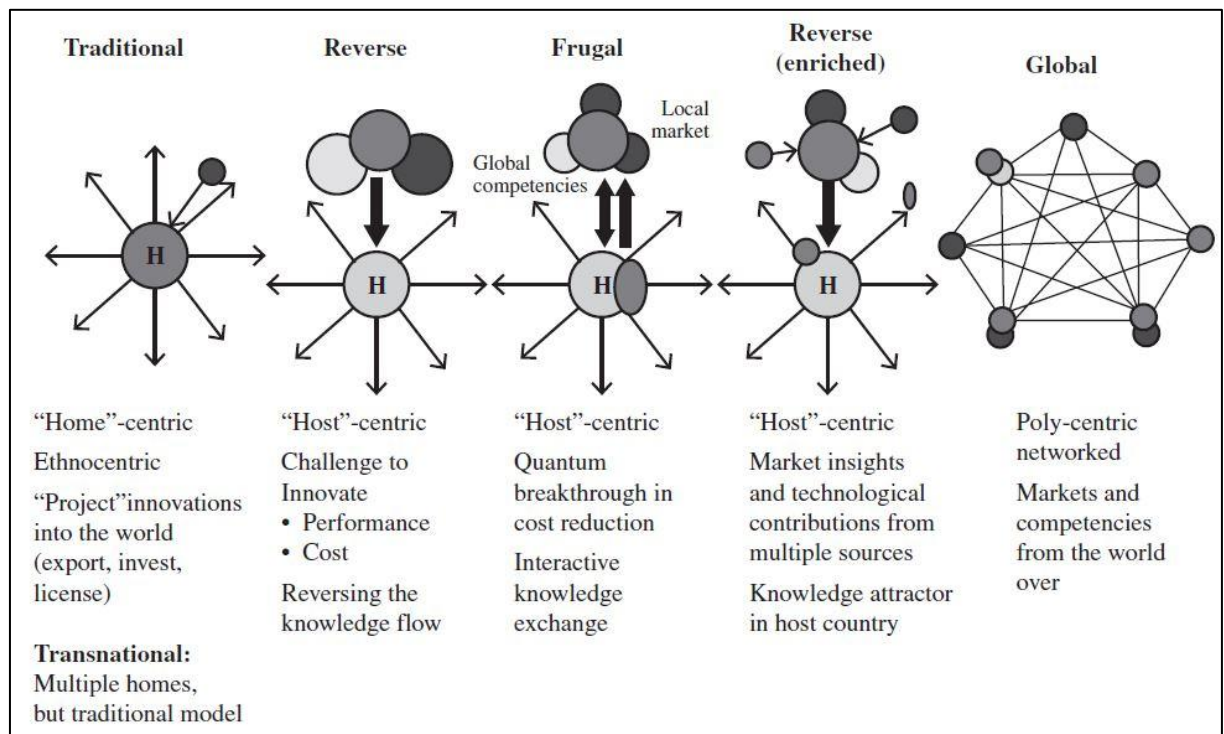 Traditional
Reverse
Frugal
Reverse
(enriched)
Global
Local
market
Global
competencies
H
H
H
H
“Home”-centric
Ethnocentric
“Project”innovations
into the world
(export, invest,
license)
Transnational:
Multiple homes,
but traditional model
“Host”-centric
Challenge to
Innovate
• Performance
• Cost
Reversing the
knowledge flow
“Host”-centric
Quantum
breakthrough in
cost reduction
Interactive
knowledge
exchange
“Host”-centric
Market insights
and technological
contributions from
multiple sources
Knowledge attractor
in host country
Poly-centric
networked
Markets and
competencies
from the world
over